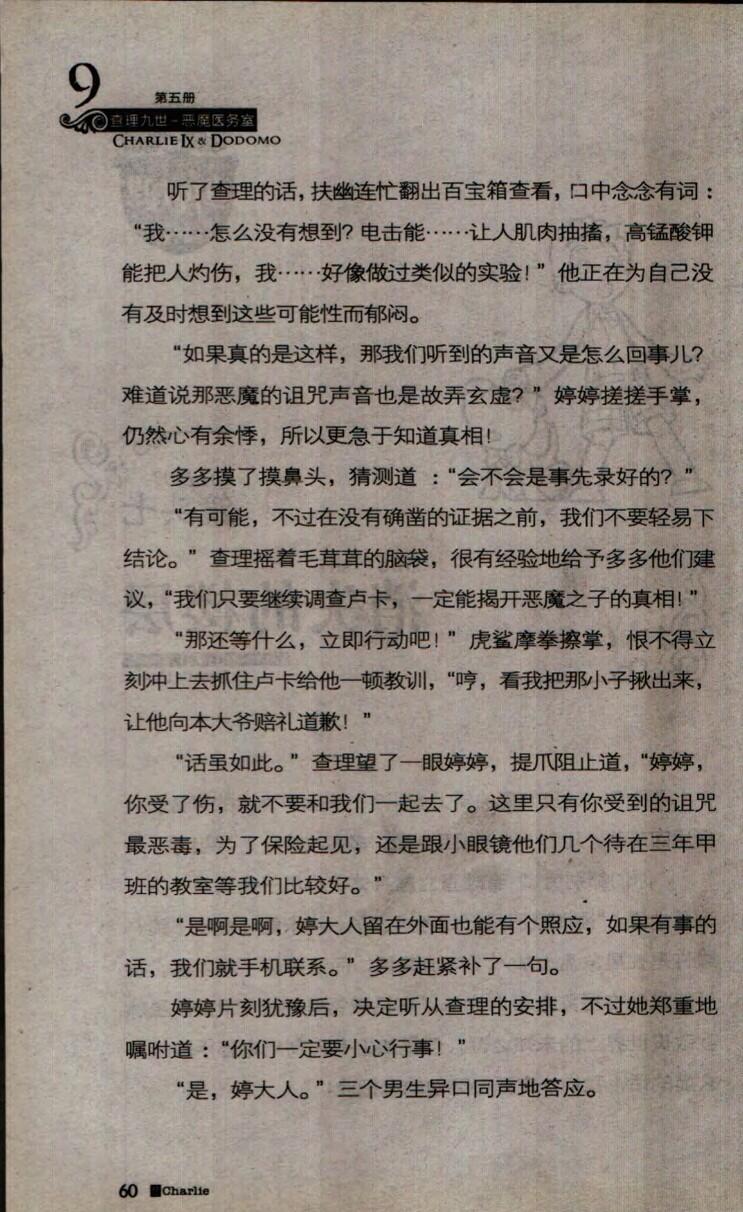 9
第五册
查理九世-恶魔医务室
CHARLIE IX & DODOMO
听了查理的话，扶幽连忙翻出百宝箱查看，口中念念有词：
“我……怎么没有想到？电击能……让人肌肉抽搐，高锰酸钾
能把人灼伤，我……好像做过类似的实验！”他正在为自己没
有及时想到这些可能性而郁闷。
“如果真的是这样，那我们听到的声音又是怎么回事儿？
难道说那恶魔的诅咒声音也是故弄玄虚？”婷婷搓搓手掌，
仍然心有余悸，所以更急于知道真相！
多多摸了摸鼻头，猜测道：“会不会是事先录好的？”
“有可能，不过在没有确凿的证据之前，我们不要轻易下
结论。”查理摇着毛茸茸的脑袋，很有经验地给予多多他们建
议，“我们只要继续调查卢卡，一定能揭开恶魔之子的真相！”
“那还等什么，立即行动吧！”虎鲨摩拳擦掌，恨不得立
刻冲上去抓住卢卡给他一顿教训，“哼，看我把那小子揪出来，
让他向本大爷赔礼道歉！”
“话虽如此。”查理望了一眼婷婷，提爪阻止道，“婷婷，
你受了伤，就不要和我们一起去了。这里只有你受到的诅咒
最恶毒，为了保险起见，还是跟小眼镜他们几个待在三年甲
班的教室等我们比较好。”
“是啊是啊，婷大人留在外面也能有个照应，如果有事的
话，我们就手机联系。”多多赶紧补了一句。
婷婷片刻犹豫后，决定听从查理的安排，不过她郑重地
嘱咐道：“你们一定要小心行事！”
“是，婷大人。”三个男生异口同声地答应。
60 ■Charlie